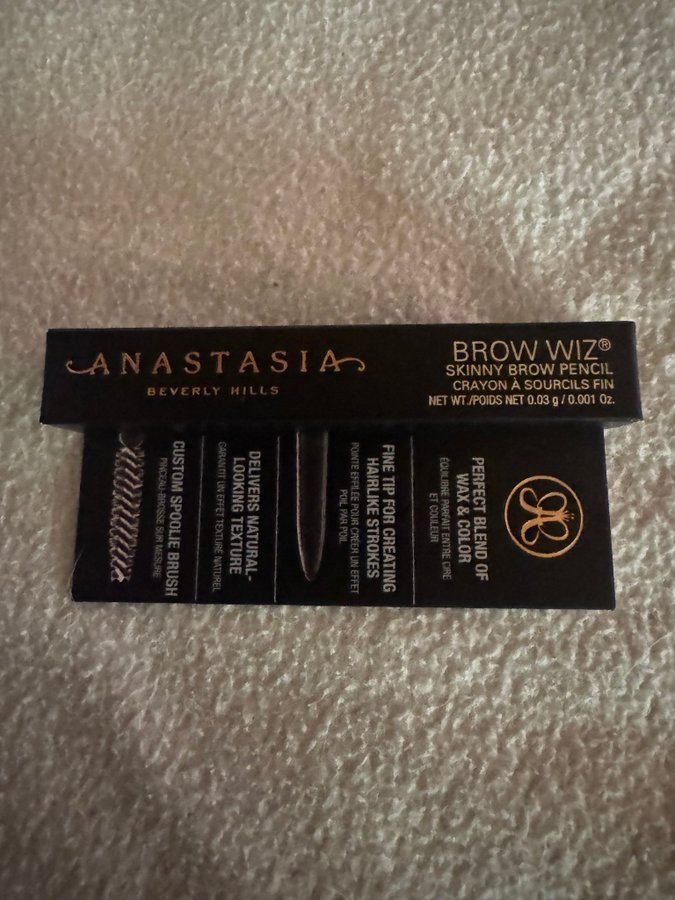 ANASTASIA
BEVERLY HILLS
BROW WIZ®
SKINNY BROW PENCIL
CRAYON À SOURCILS FIN
NET WT./POIDS NET 0.03 g / 0.001 Oz.
PERFECT BLEND OF
WAX & COLOR
ÉQUILIBRE PARFAIT ENTRE CIRE
ET COULEUR
FINE TIP FOR CREATING
HAIRLIKE STROKES
POINTE EFFILÉE POUR CRÉER UN EFFET
POIL PAR POIL
DELIVERS NATURAL-
LOOKING TEXTURE
GARANTIT UN EFFET TEXTURÉ NATUREL
CUSTOM SPOOLIE BRUSH
PINCEAU-BROSSE SUR MESURE